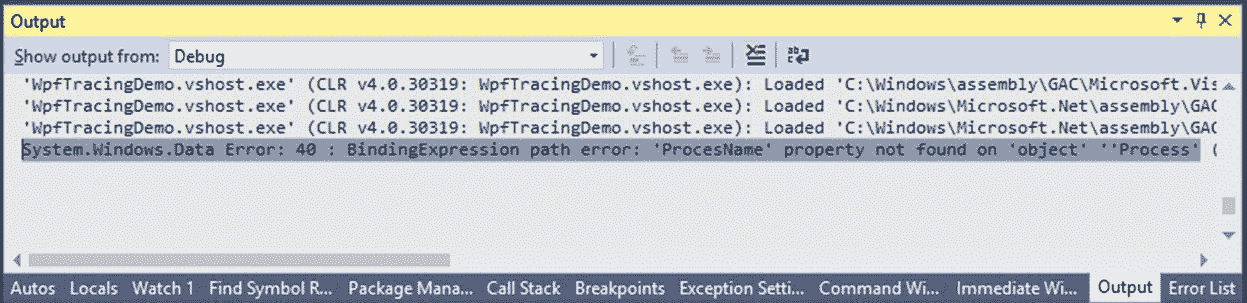 Output
Show output from: Debug
'WpfTracingDemo.vshost.exe' (CLR v4.0.30319: WpfTracingDemo.vshost.exe): Loaded 'C:\Windows\assembly\GAC\Microsoft.Vis
'WpfTracingDemo.vshost.exe' (CLR v4.0.30319: WpfTracingDemo.vshost.exe): Loaded 'C:\Windows\Microsoft.Net\assembly\GAC
'WpfTracingDemo.vshost.exe' (CLR v4.0.30319: WpfTracingDemo.vshost.exe): Loaded 'C:\Windows\Microsoft.Net\assembly\GAC
System.Windows.Data Error: 40 : BindingExpression path error: 'ProcesName' property not found on 'object' ''Process' (
Autos Locals Watch 1 Find Symbol R... Package Mana... Call Stack Breakpoints Exception Setti... Command Wi... Immediate Wi... Output Error List